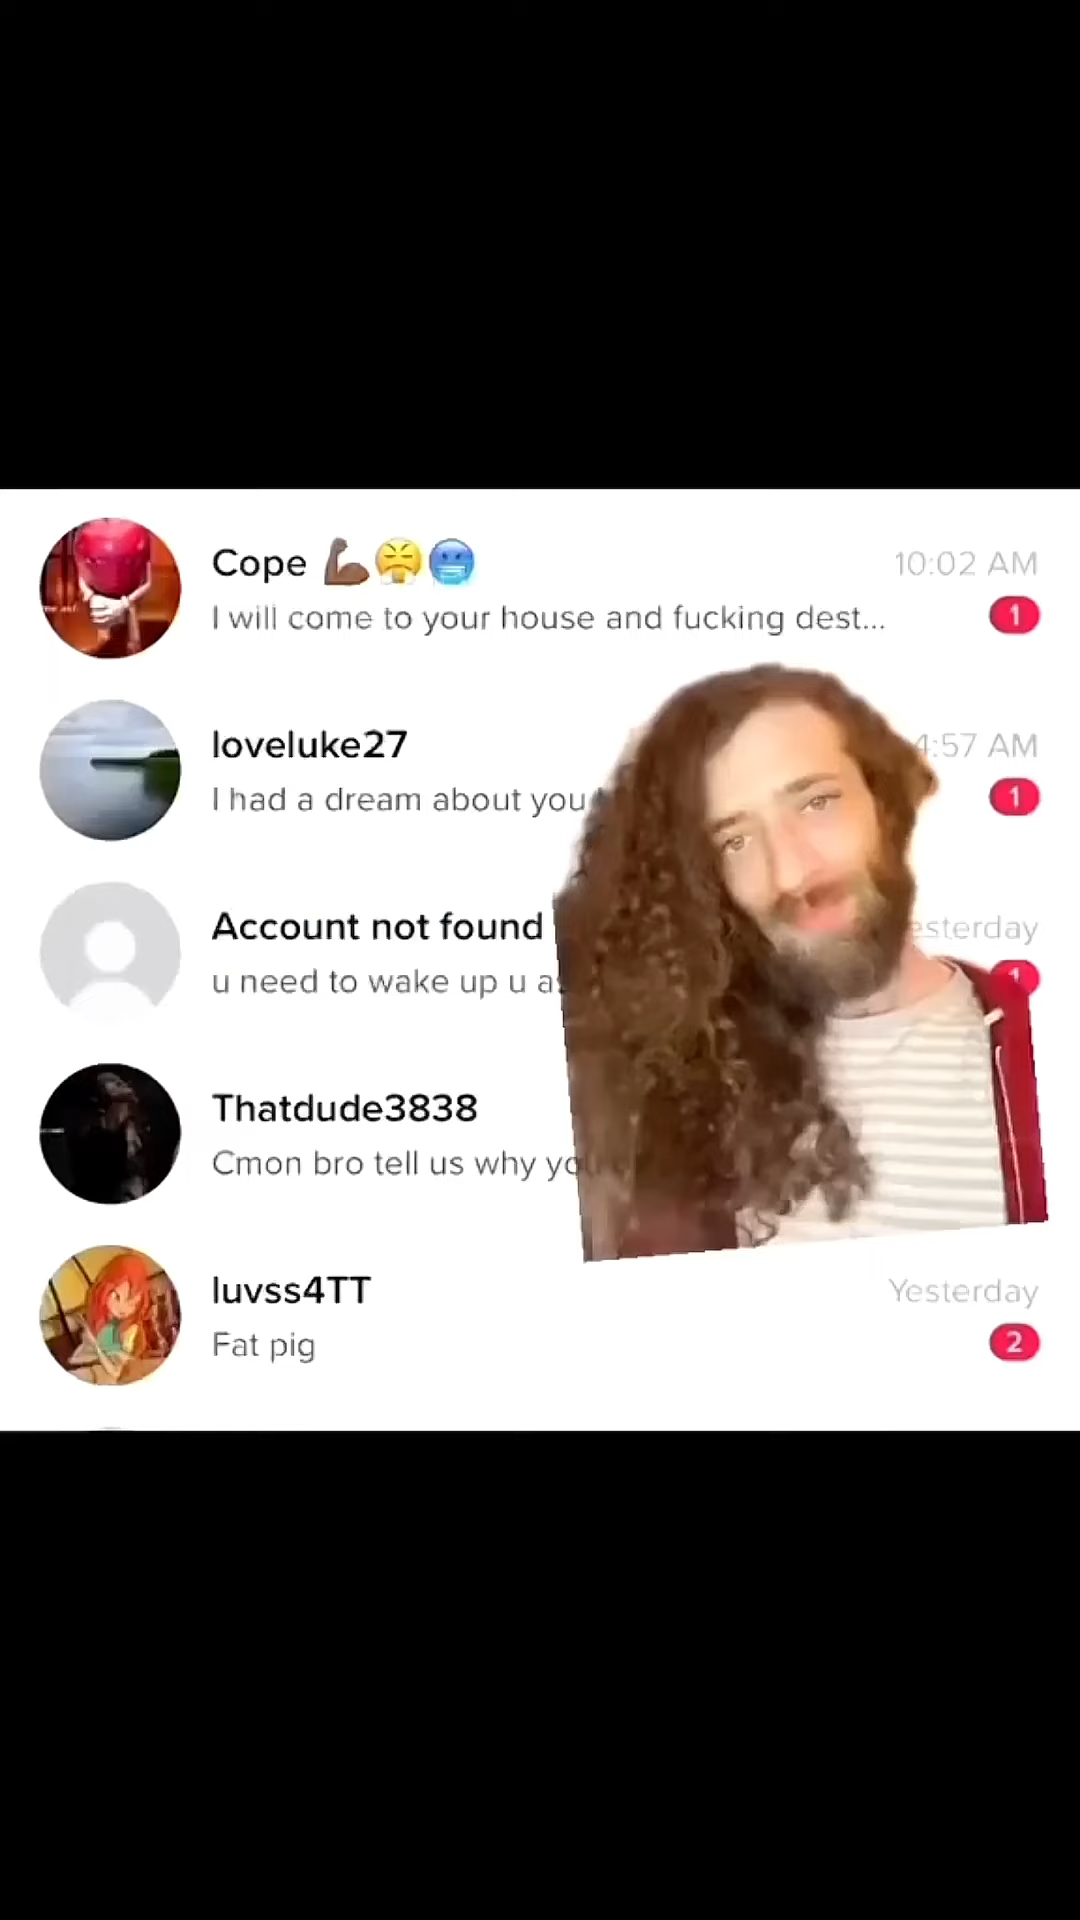 Cope 💪🏾😤🥶
10:02 AM
I will come to your house and fucking dest...
1
loveluke27
4:57 AM
I had a dream about you
1
Account not found
esterday
u need to wake up u
1
Thatdude3838
Cmon bro tell us why
luvss4TT
Yesterday
Fat pig
2